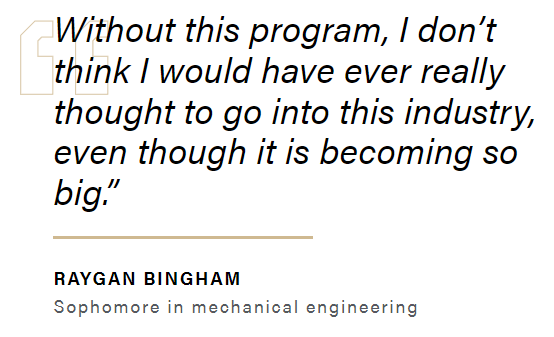 Without this program, I don’t
think I would have ever really
thought to go into this industry,
even though it is becoming so
big.”
RAYGAN BINGHAM
Sophomore in mechanical engineering